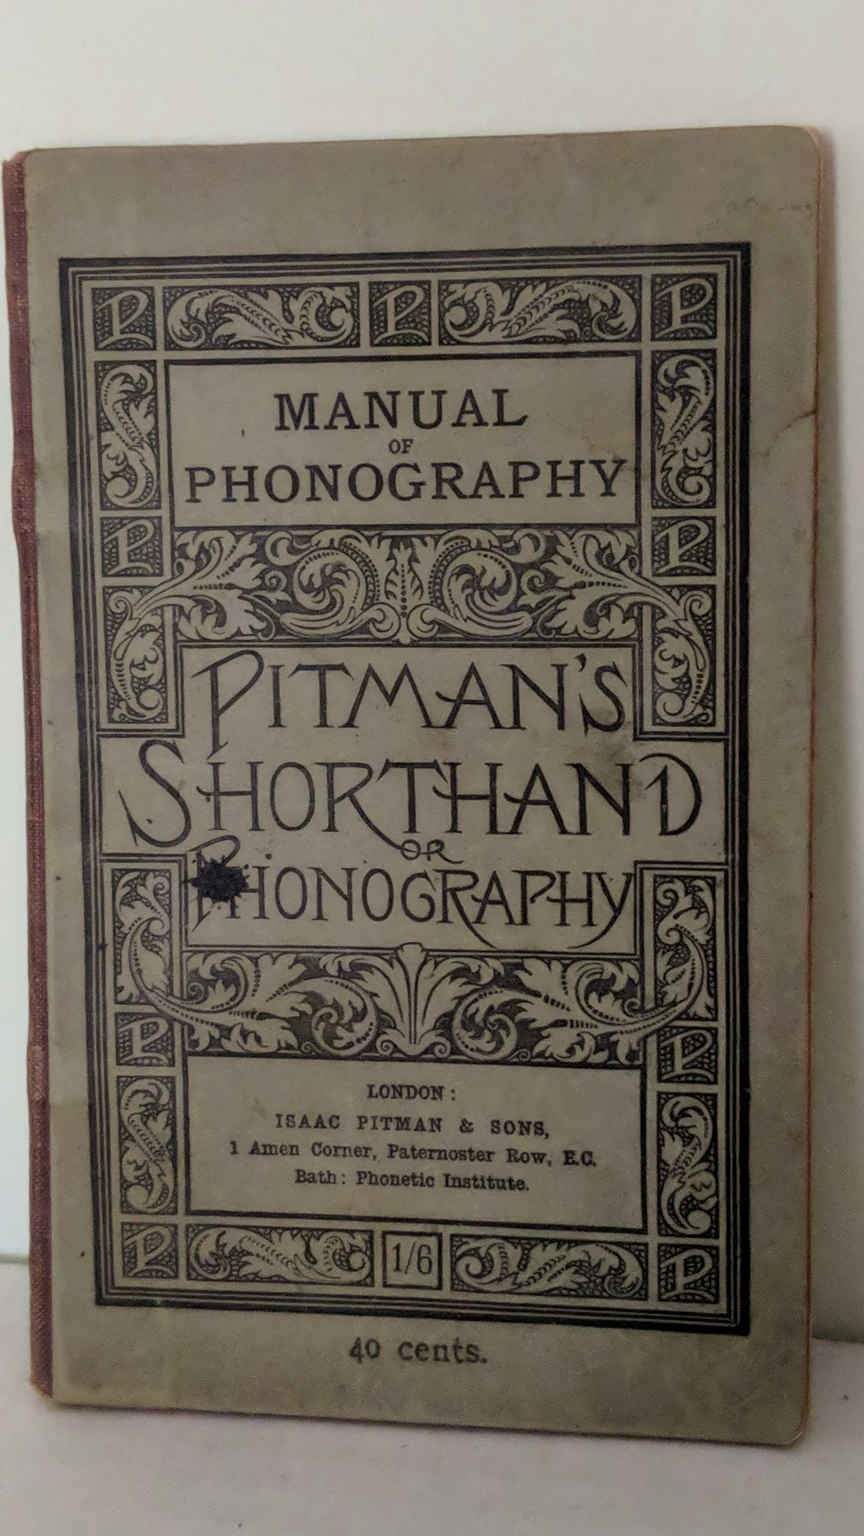 P P P
MANUAL
OF
PHONOGRAPHY
P P
PITMAN'S
SHORTHAND
OR
PHONOGRAPHY
P P
LONDON:
ISAAC PITMAN & SONS,
1 Amen Corner, Paternoster Row, E.C.
Bath: Phonetic Institute.
P 1/6 P
40 cents.